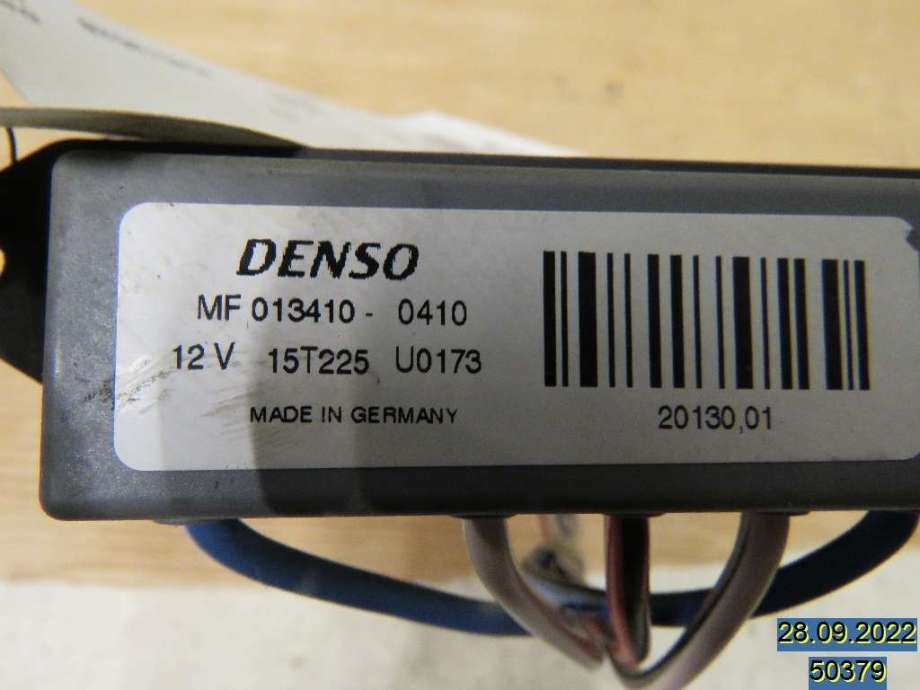 DENSO
MF 013410 - 0410
12 V 15T225 U0173
MADE IN GERMANY
20130,01
28.09.2022
50379